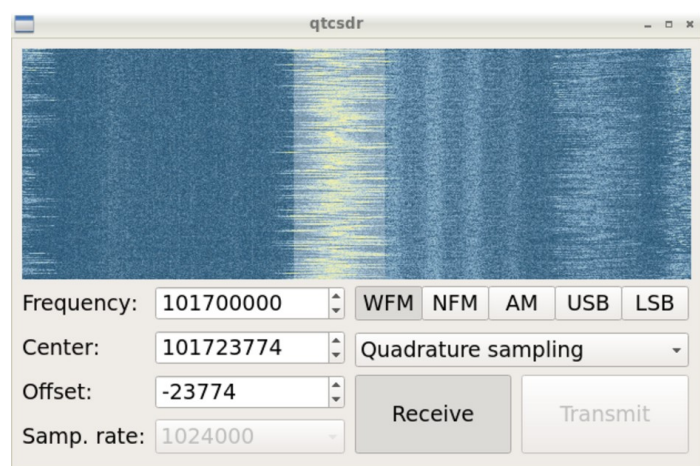 qtcsdr
Frequency: 101700000 WFM NFM AM USB LSB
Center: 101723774 Quadrature sampling
Offset: -23774 Receive Transmit
Samp. rate: 1024000